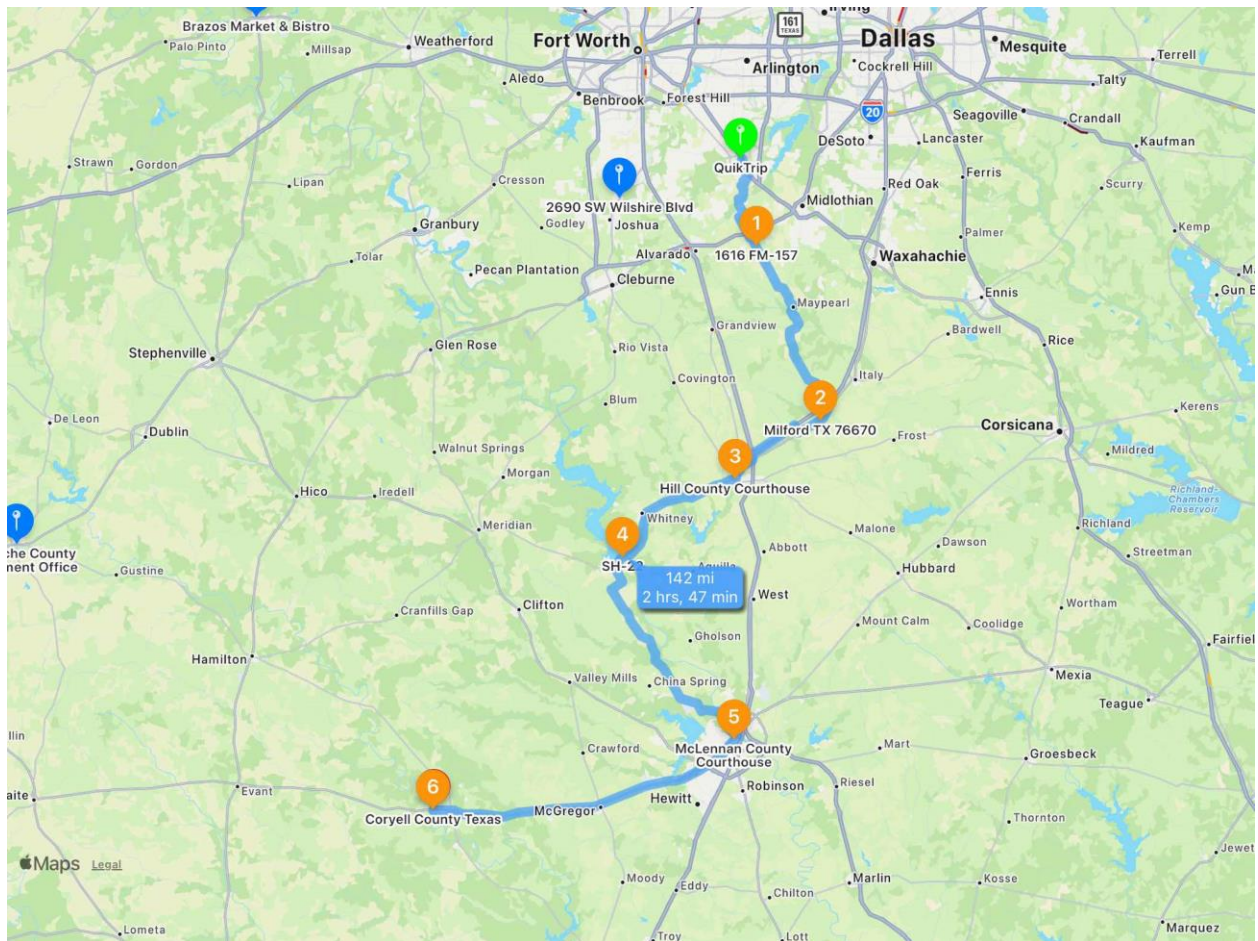 Brazos Market & Bistro
Palo Pinto
Millsap
Weatherford
Fort Worth
161
TEXAS
Irving
Dallas
Mesquite
Terrell
Arlington
Cockrell Hill
Aledo
Talty
Benbrook
Forest Hill
20
Seagoville
Crandall
DeSoto
Lancaster
Kaufman
Strawn
Gordon
QuikTrip
Lipan
Cresson
Red Oak
Ferris
Scurry
2690 SW Wilshire Blvd
Midlothian
Granbury
Godley
Joshua
1
Kemp
Palmer
Tolar
Alvarado
1616 FM-157
Waxahachie
Pecan Plantation
Cleburne
Ennis
Gun B
Maypearl
Grandview
Bardwell
Rice
Stephenville
Glen Rose
Rio Vista
Covington
Italy
De Leon
Blum
2
Kerens
Dublin
Milford TX 76670
Corsicana
Walnut Springs
Frost
Mildred
3
Morgan
Hill County Courthouse
Hico
Iredell
Richland-
Chambers
Reservoir
Whitney
Meridian
4
Malone
Richland
che County
ment Office
Abbott
Dawson
Streetman
Gustine
SH-22
142 mi
2 hrs, 47 min
Hubbard
West
Clifton
Wortham
Cranfills Gap
Mount Calm
Coolidge
Gholson
Fairfiel
Hamilton
Valley Mills
China Spring
Mexia
Teague
5
llin
Crawford
McLennan County
Courthouse
Mart
Groesbeck
6
Evant
aite
Robinson
Riesel
Coryell County Texas
McGregor
Hewitt
Thornton
Maps
Legal
Jewet
Moody
Eddy
Chilton
Marlin
Kosse
Lometa
Troy
Lott
Marquez